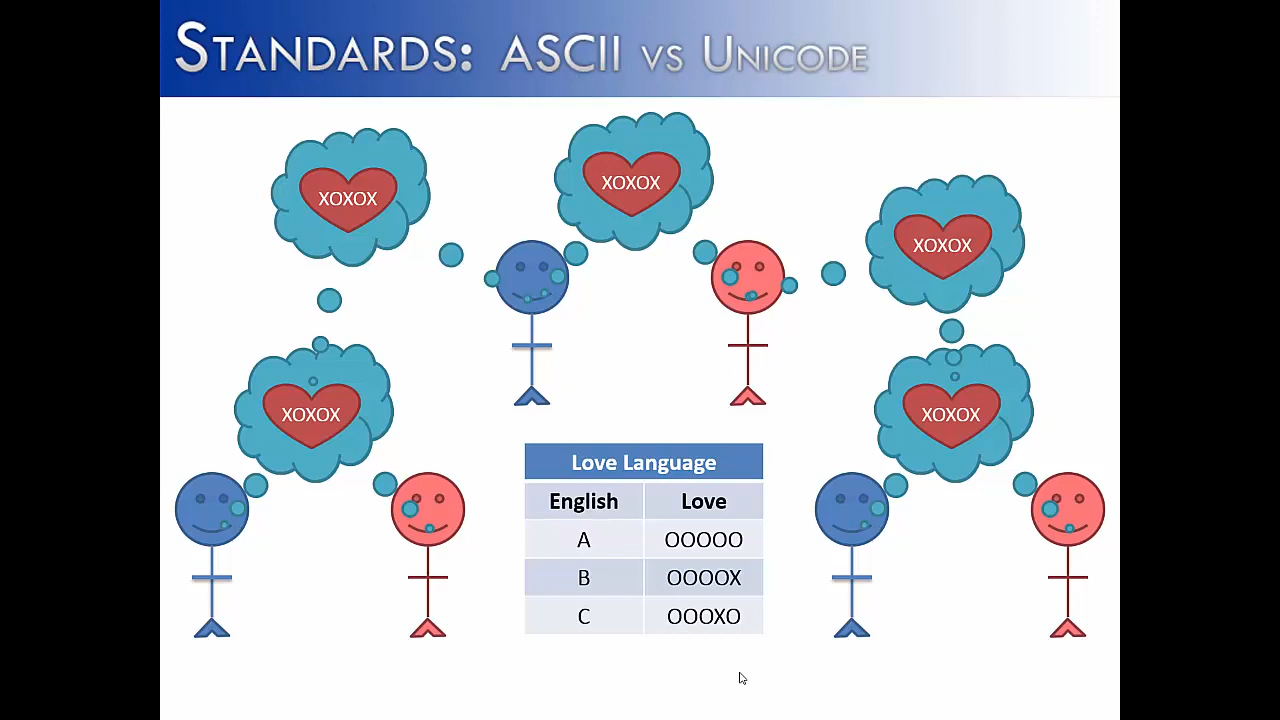 STANDARDS: ASCII VS UNICODE
XOXOX
XOXOX
XOXOX
XOXOX
XOXOX
Love Language
English Love
A OOOOO
B OOOOX
C OOOXO